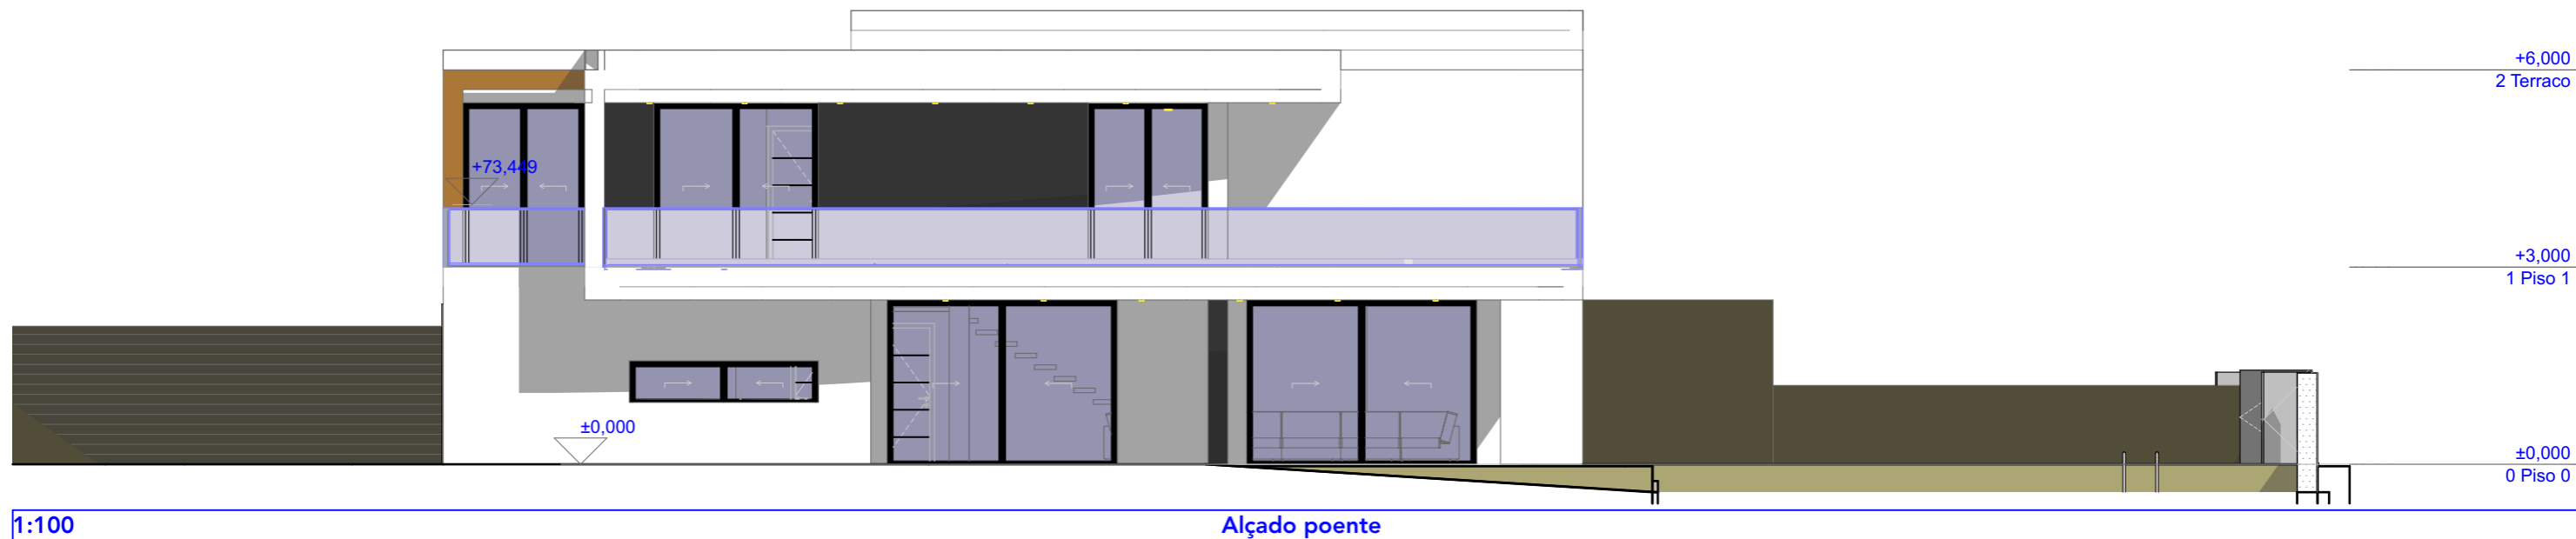 +6,000
2 Terraco
+73,449
+3,000
1 Piso 1
±0,000
±0,000
0 Piso 0
1:100
Alçado poente